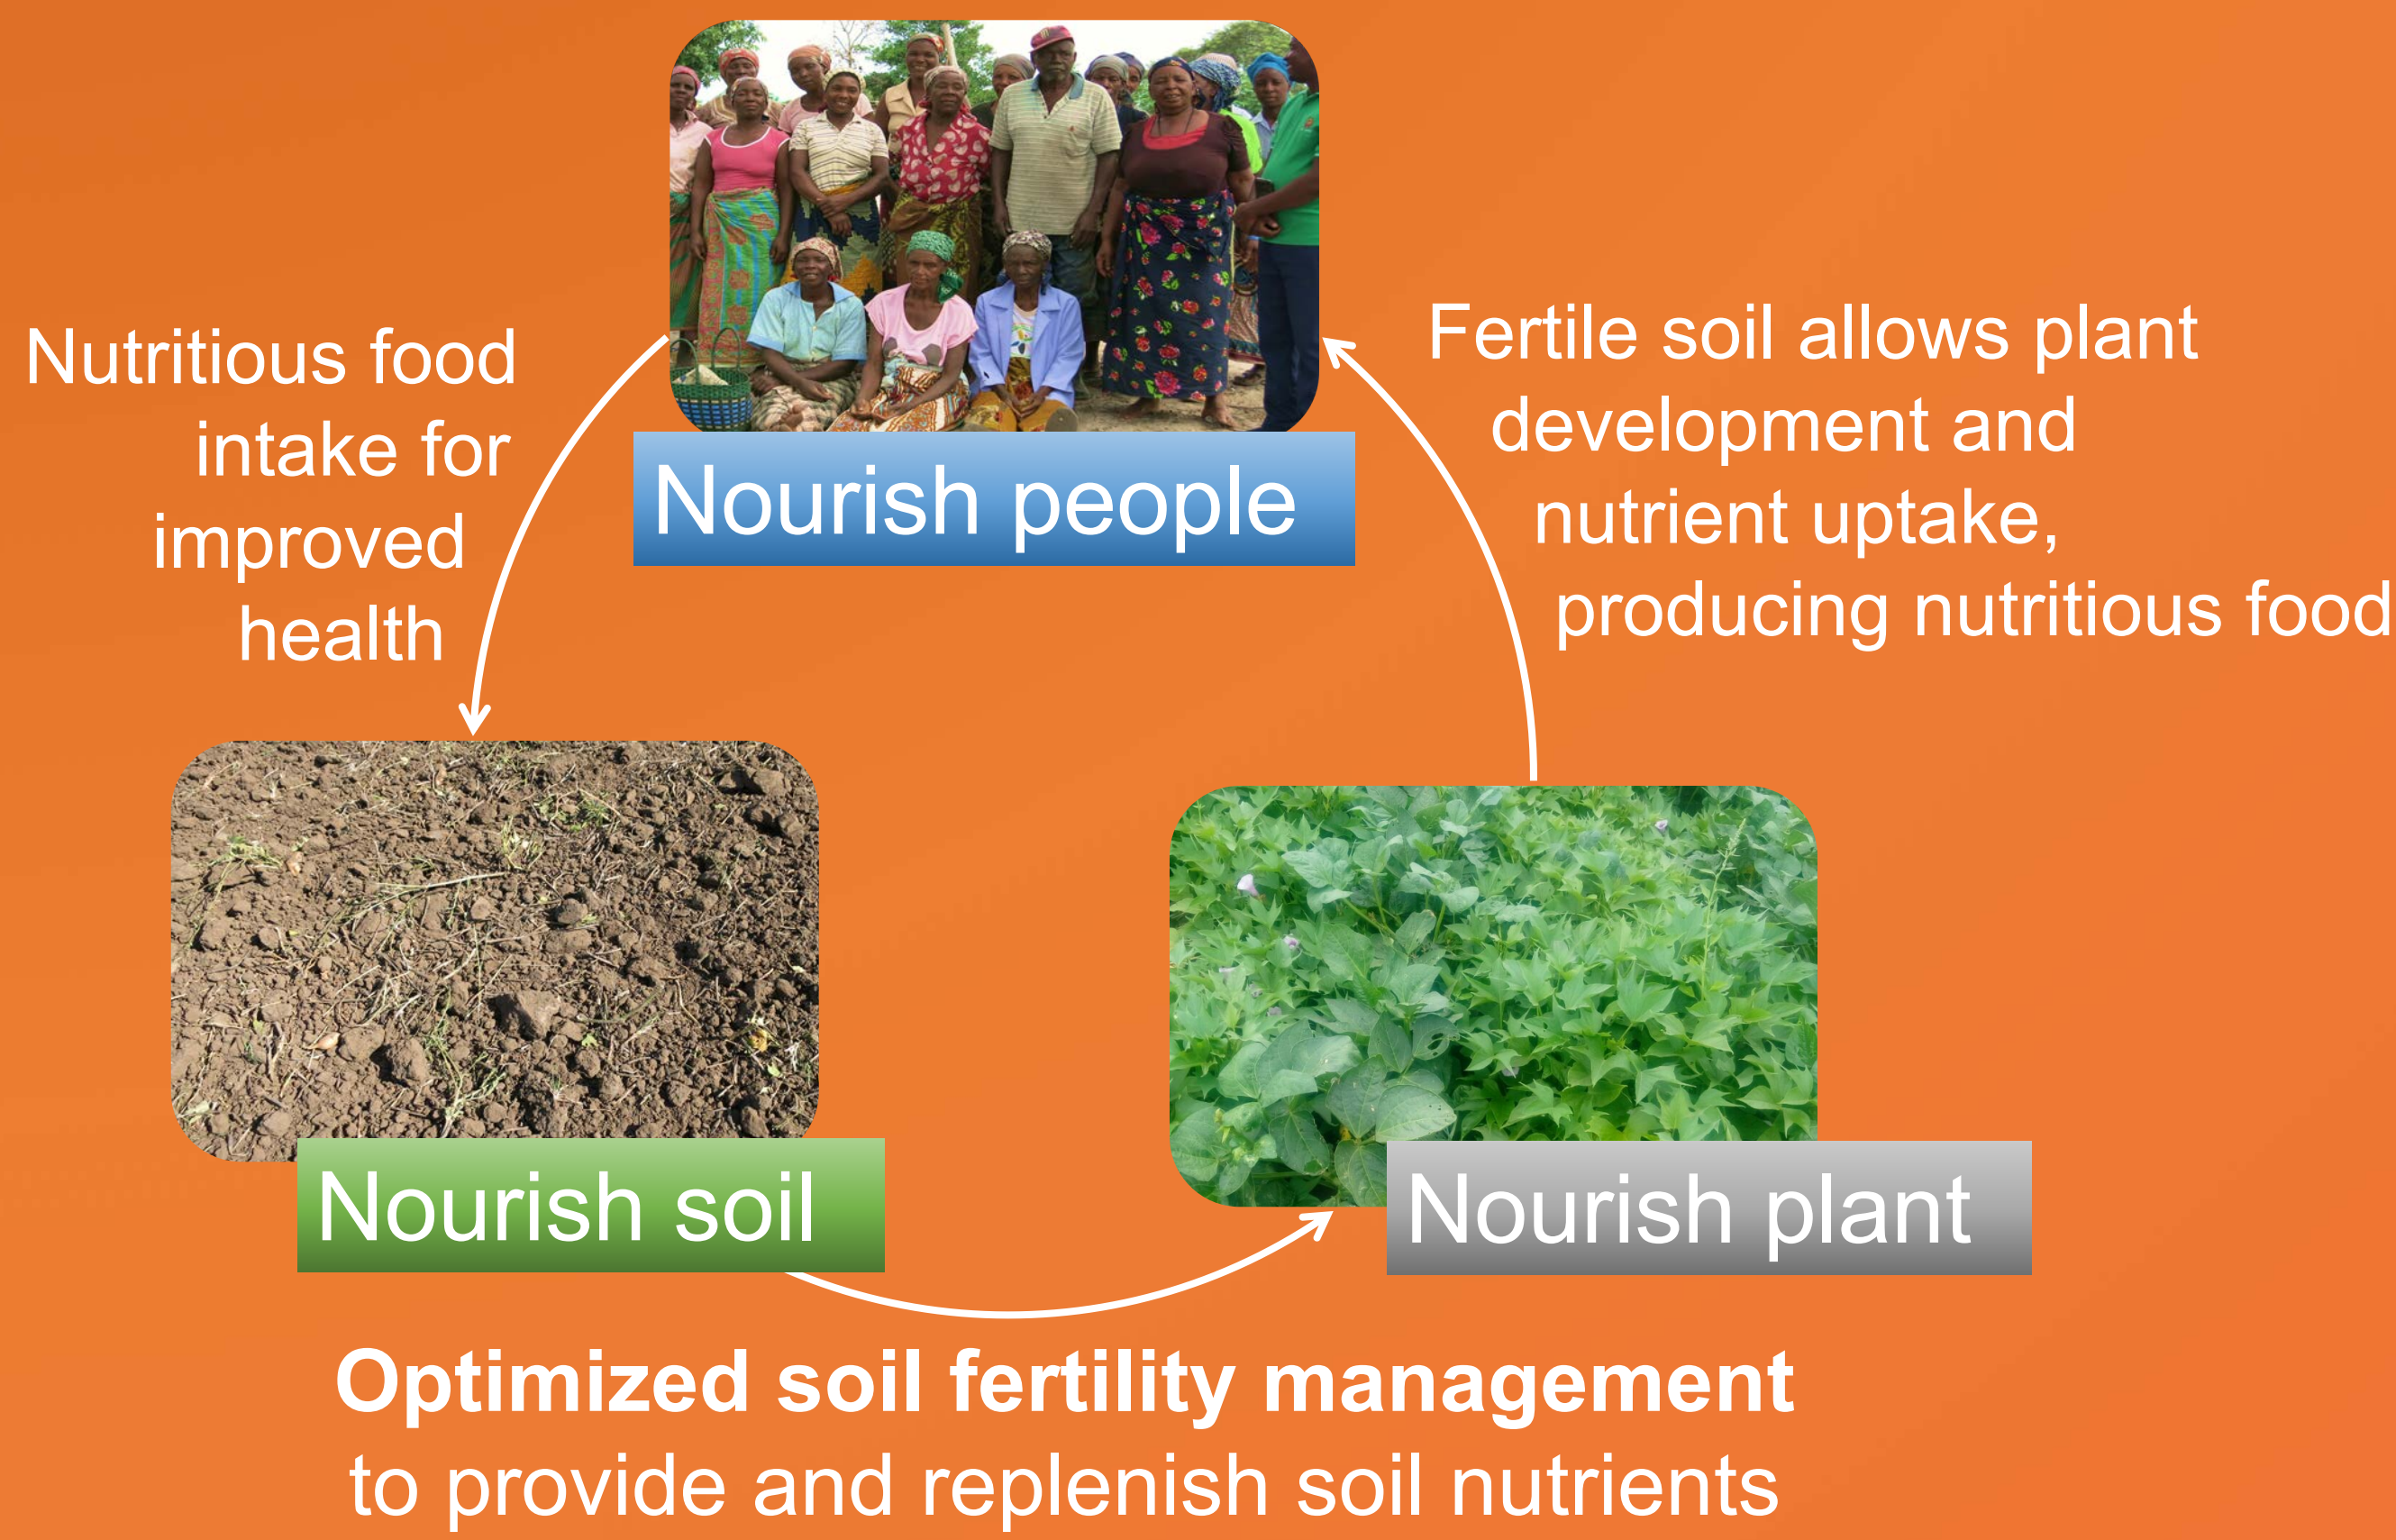 Nutritious food
intake for
improved
health
Nourish people
Fertile soil allows plant
development and
nutrient uptake,
producing nutritious food
Nourish soil
Nourish plant
Optimized soil fertility management
to provide and replenish soil nutrients